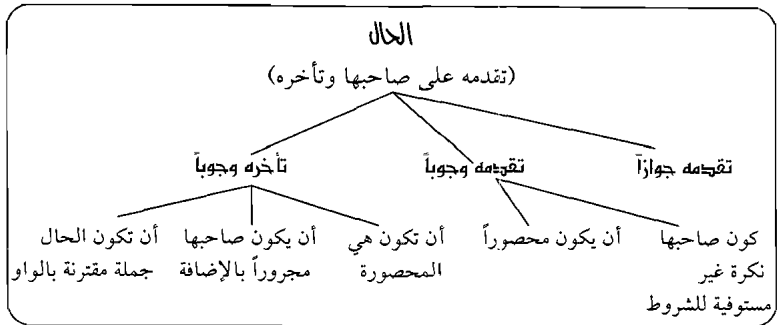 الحال
(تقدمه على صاحبها وتأخره)
تقدمه جوازاً
تقدمه وجوباً
تأخره وجوباً
كون صاحبها
نكرة غير
مستوفية للشروط
أن يكون محصوراً
أن تكون هي
المحصورة
أن يكون صاحبها
مجروراً بالإضافة
أن تكون الحال
جملة مقترنة بالواو